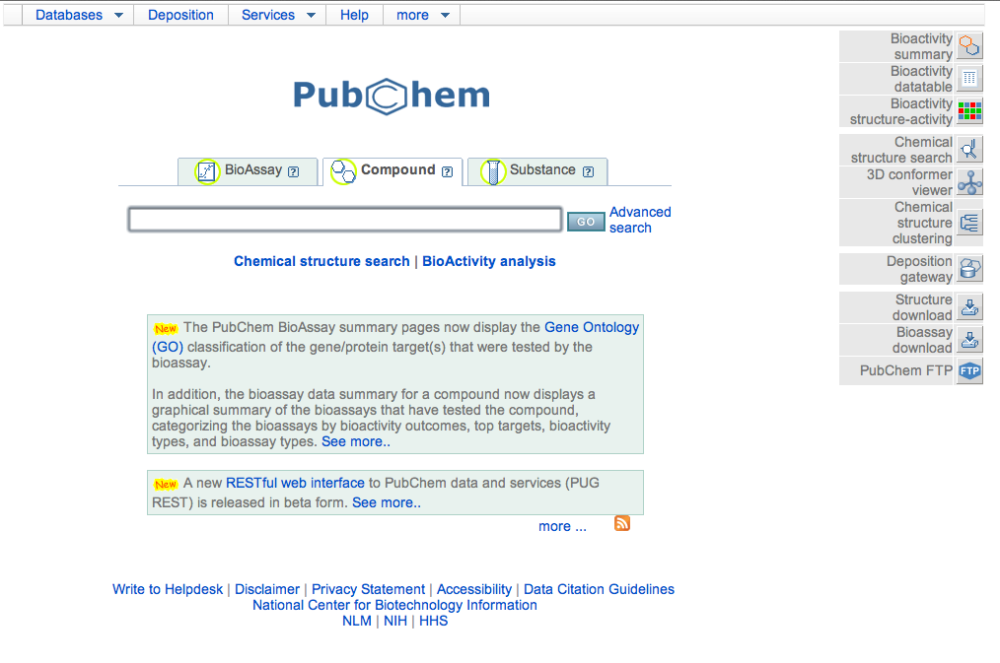 Databases Deposition Services Help more
Bioactivity
summary
Bioactivity
datatable
Bioactivity
structure-activity
Chemical
structure search
3D conformer
viewer
Chemical
structure
clustering
Deposition
gateway
Structure
download
Bioassay
download
PubChem FTP FTP
PubChem
BioAssay ? Compound ? Substance ?
GO Advanced
search
Chemical structure search | BioActivity analysis
New The PubChem BioAssay summary pages now display the Gene Ontology
(GO) classification of the gene/protein target(s) that were tested by the
bioassay.
In addition, the bioassay data summary for a compound now displays a
graphical summary of the bioassays that have tested the compound,
categorizing the bioassays by bioactivity outcomes, top targets, bioactivity
types, and bioassay types. See more..
New A new RESTful web interface to PubChem data and services (PUG
REST) is released in beta form. See more..
more ...
Write to Helpdesk | Disclaimer | Privacy Statement | Accessibility | Data Citation Guidelines
National Center for Biotechnology Information
NLM | NIH | HHS